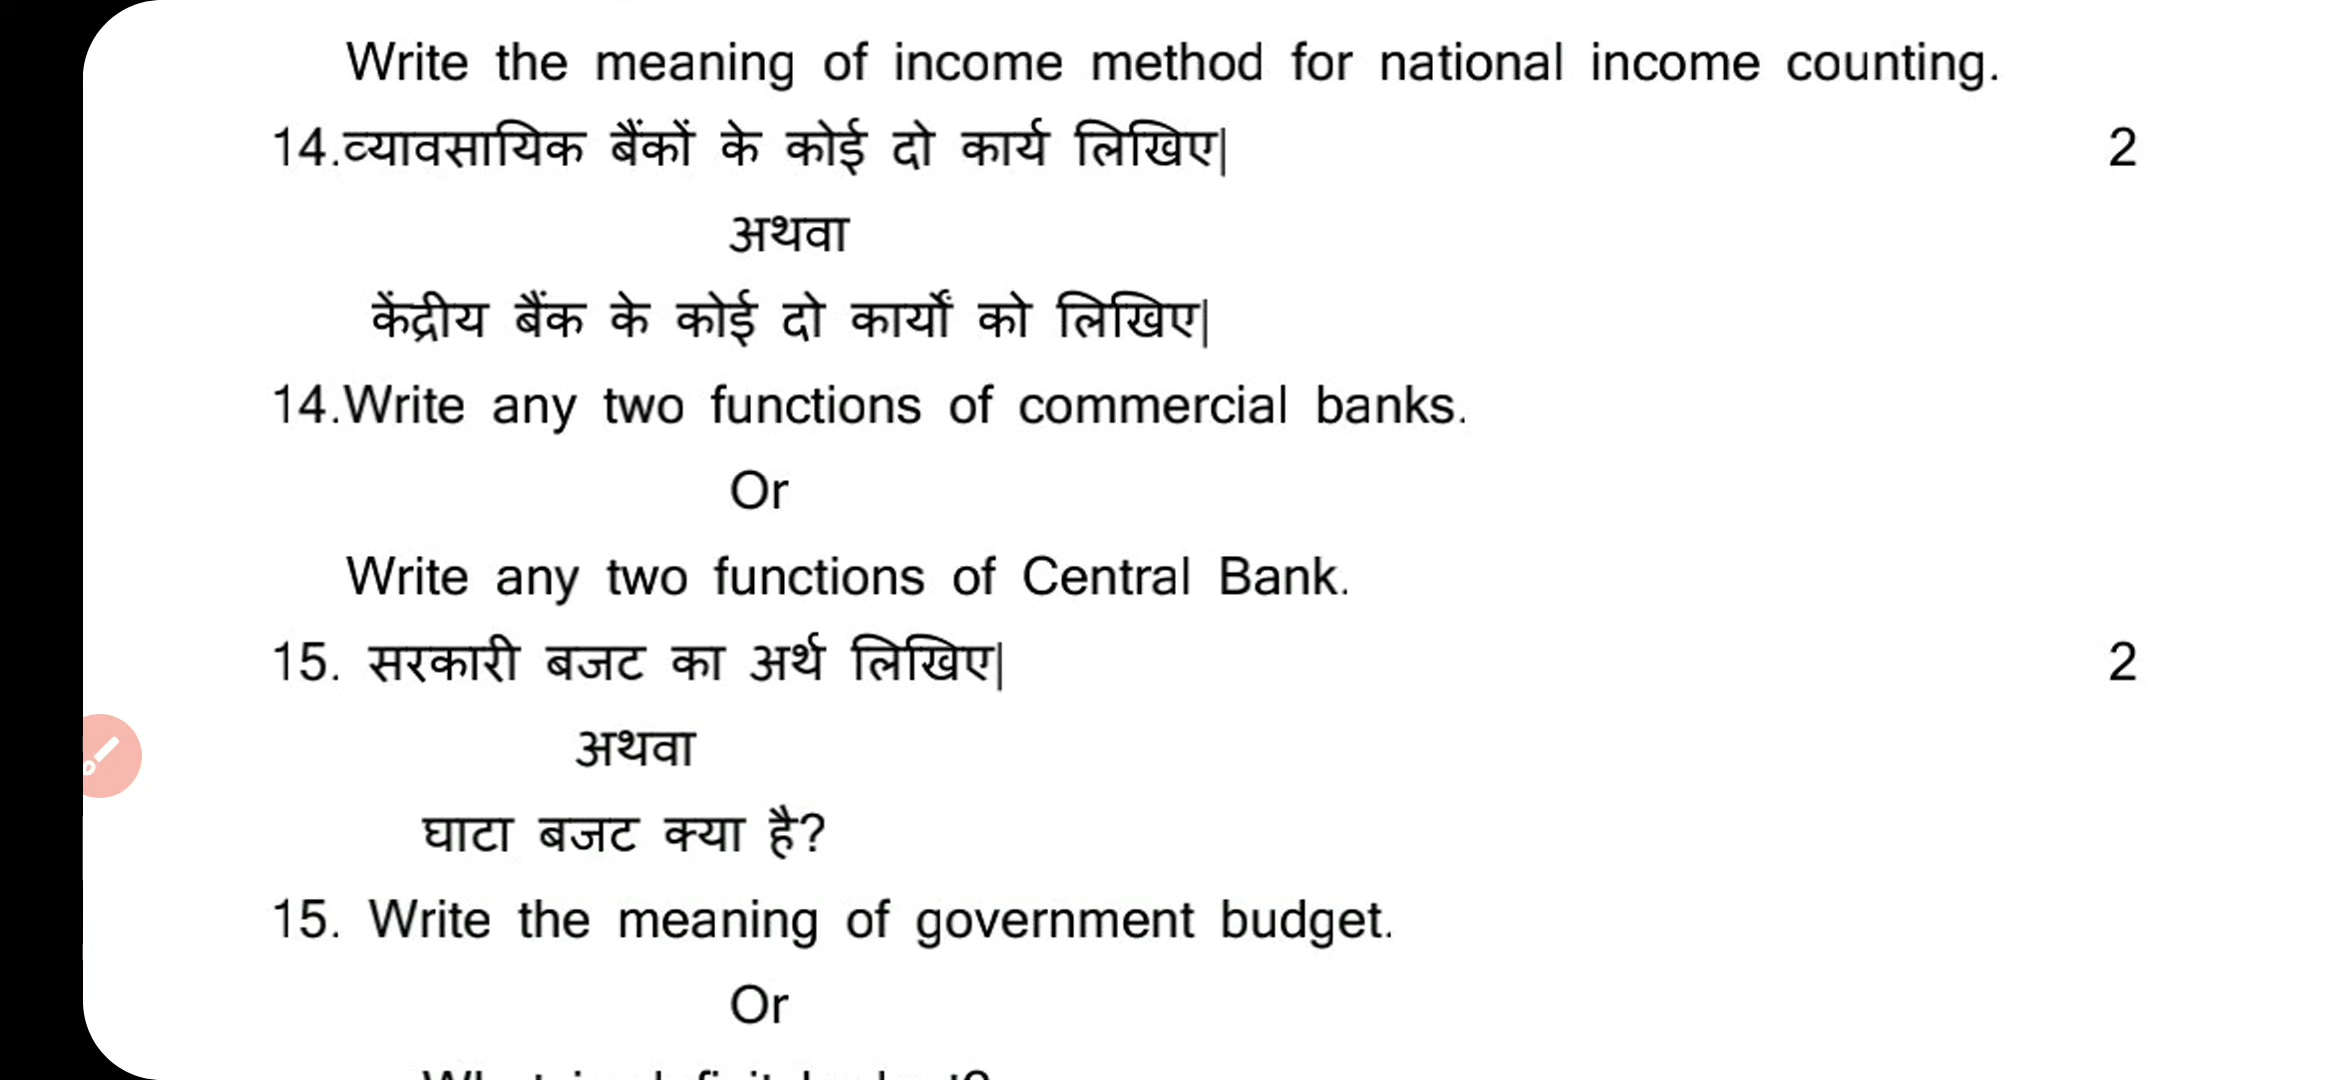 Write the meaning of income method for national income counting.
14.व्यावसायिक बैंकों के कोई दो कार्य लिखिए| 2
अथवा
केंद्रीय बैंक के कोई दो कार्यों को लिखिए|
14.Write any two functions of commercial banks.
Or
Write any two functions of Central Bank.
15. सरकारी बजट का अर्थ लिखिए| 2
अथवा
घाटा बजट क्या है?
15. Write the meaning of government budget.
Or